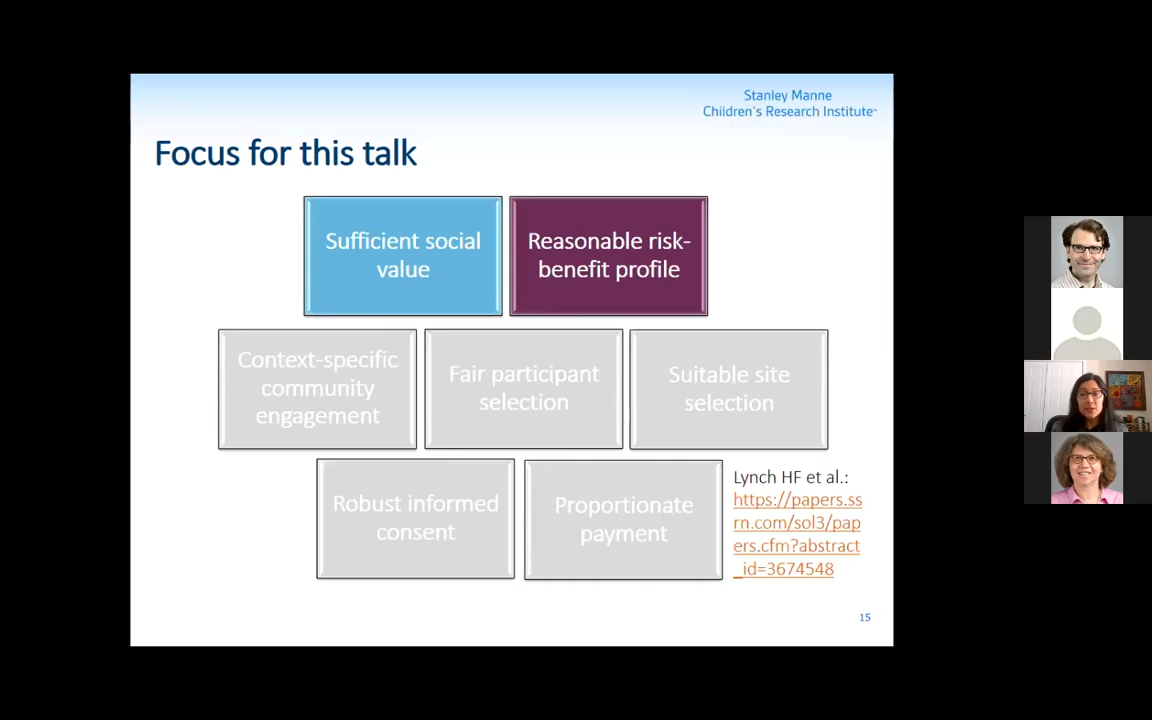 Stanley Manne
Children's Research Institute℠
Focus for this talk
Sufficient social
value
Reasonable risk-
benefit profile
Context-specific
community
engagement
Fair participant
selection
Suitable site
selection
Robust informed
consent
Proportionate
payment
Lynch HF et al.:
https://papers.ss
rn.com/sol3/pap
ers.cfm?abstract
_id=3674548
15